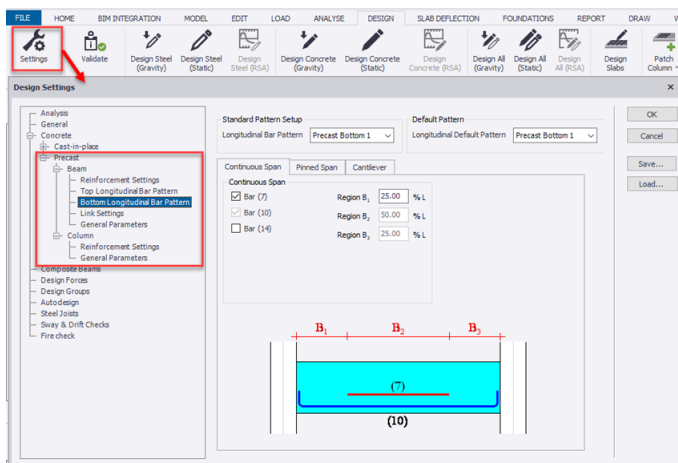 FILE HOME BIM INTEGRATION MODEL EDIT LOAD ANALYSE DESIGN SLAB DEFLECTION FOUNDATIONS REPORT DRAW W
Settings Validate Design Steel (Gravity) Design Steel (Static) Design Steel (RSA) Design Concrete (Gravity) Design Concrete (Static) Design Concrete (RSA) Design All (Gravity) Design All (Static) Design All (RSA) Design Slabs Patch Column
Design Settings ×
Analysis
General
Concrete
Cast-in-place
Precast
Beam
Reinforcement Settings
Top Longitudinal Bar Pattern
Bottom Longitudinal Bar Pattern
Link Settings
General Parameters
Column
Reinforcement Settings
General Parameters
Composite Beams
Design Forces
Design Groups
Autodesign
Steel Joists
Sway & Drift Checks
Fire check
Standard Pattern Setup
Longitudinal Bar Pattern Precast Bottom 1
Default Pattern
Longitudinal Default Pattern Precast Bottom 1
Continuous Span Pinned Span Cantilever
Continuous Span
Bar (7) Region B1 25.00 % L
Bar (10) Region B2 50.00 % L
Bar (14) Region B3 25.00 % L
B1 B2 B3
(7)
(10)
OK
Cancel
Save...
Load...